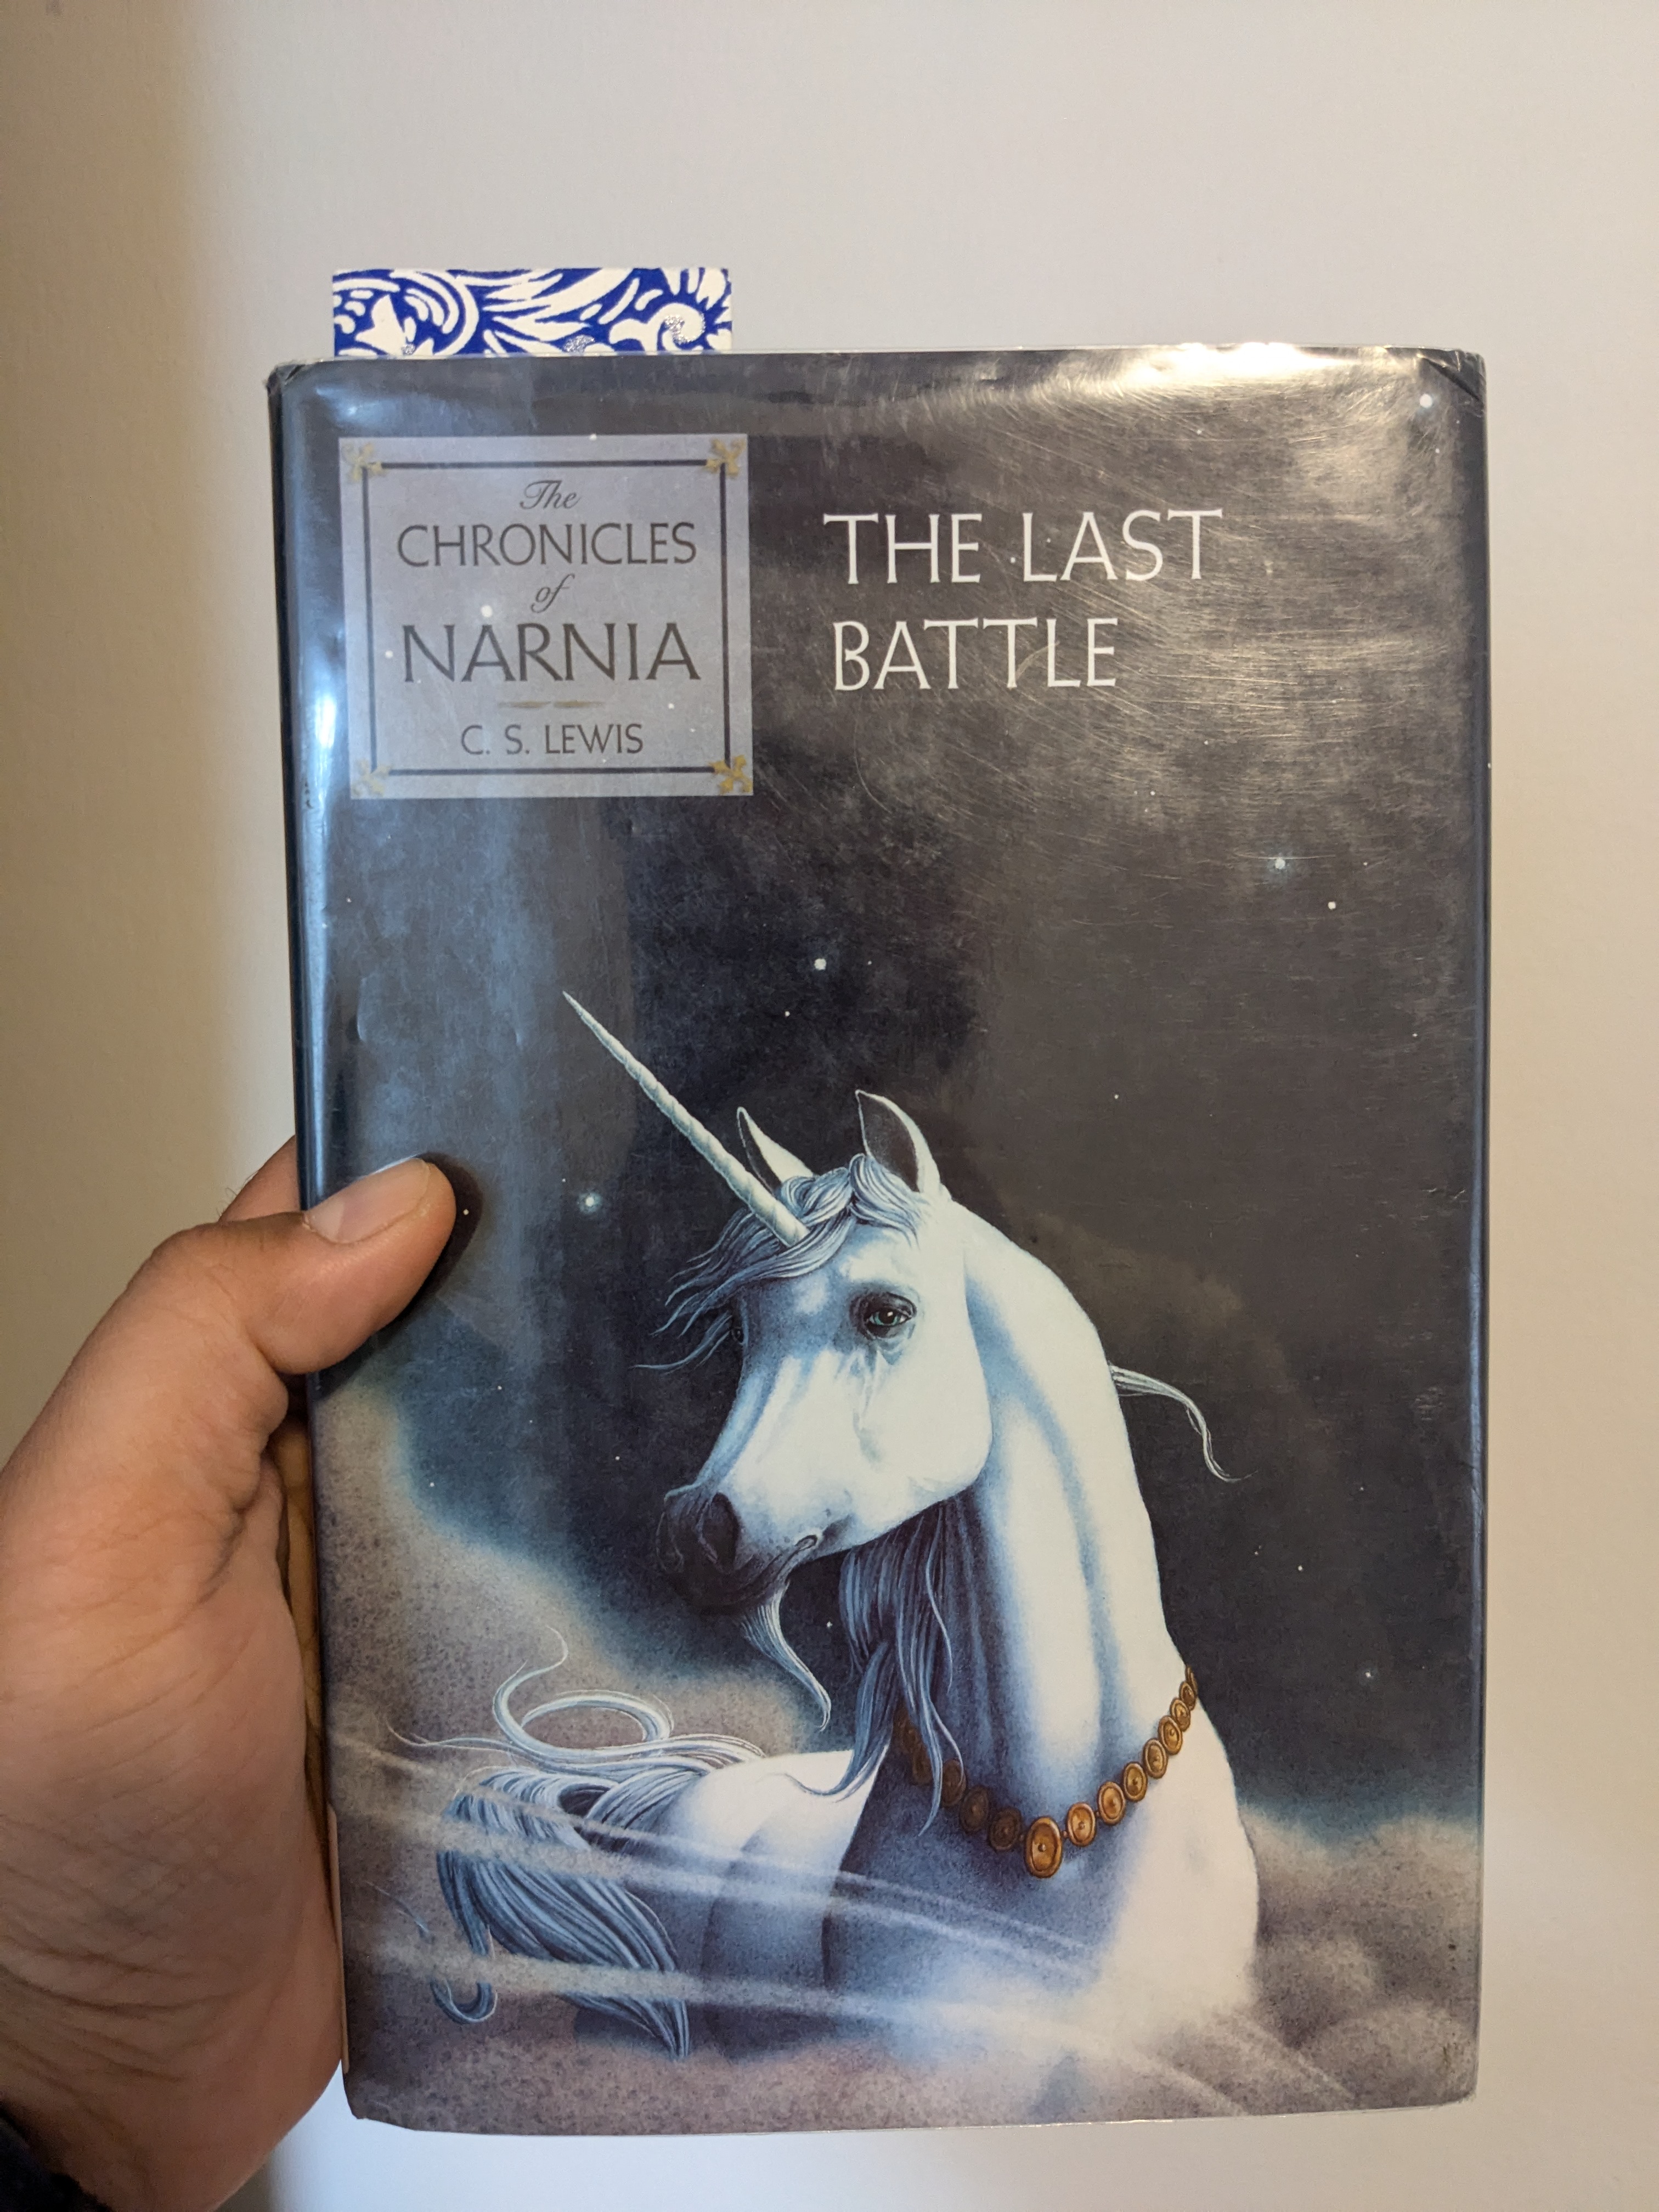 The
CHRONICLES
of
NARNIA
C. S. LEWIS
THE LAST
BATTLE